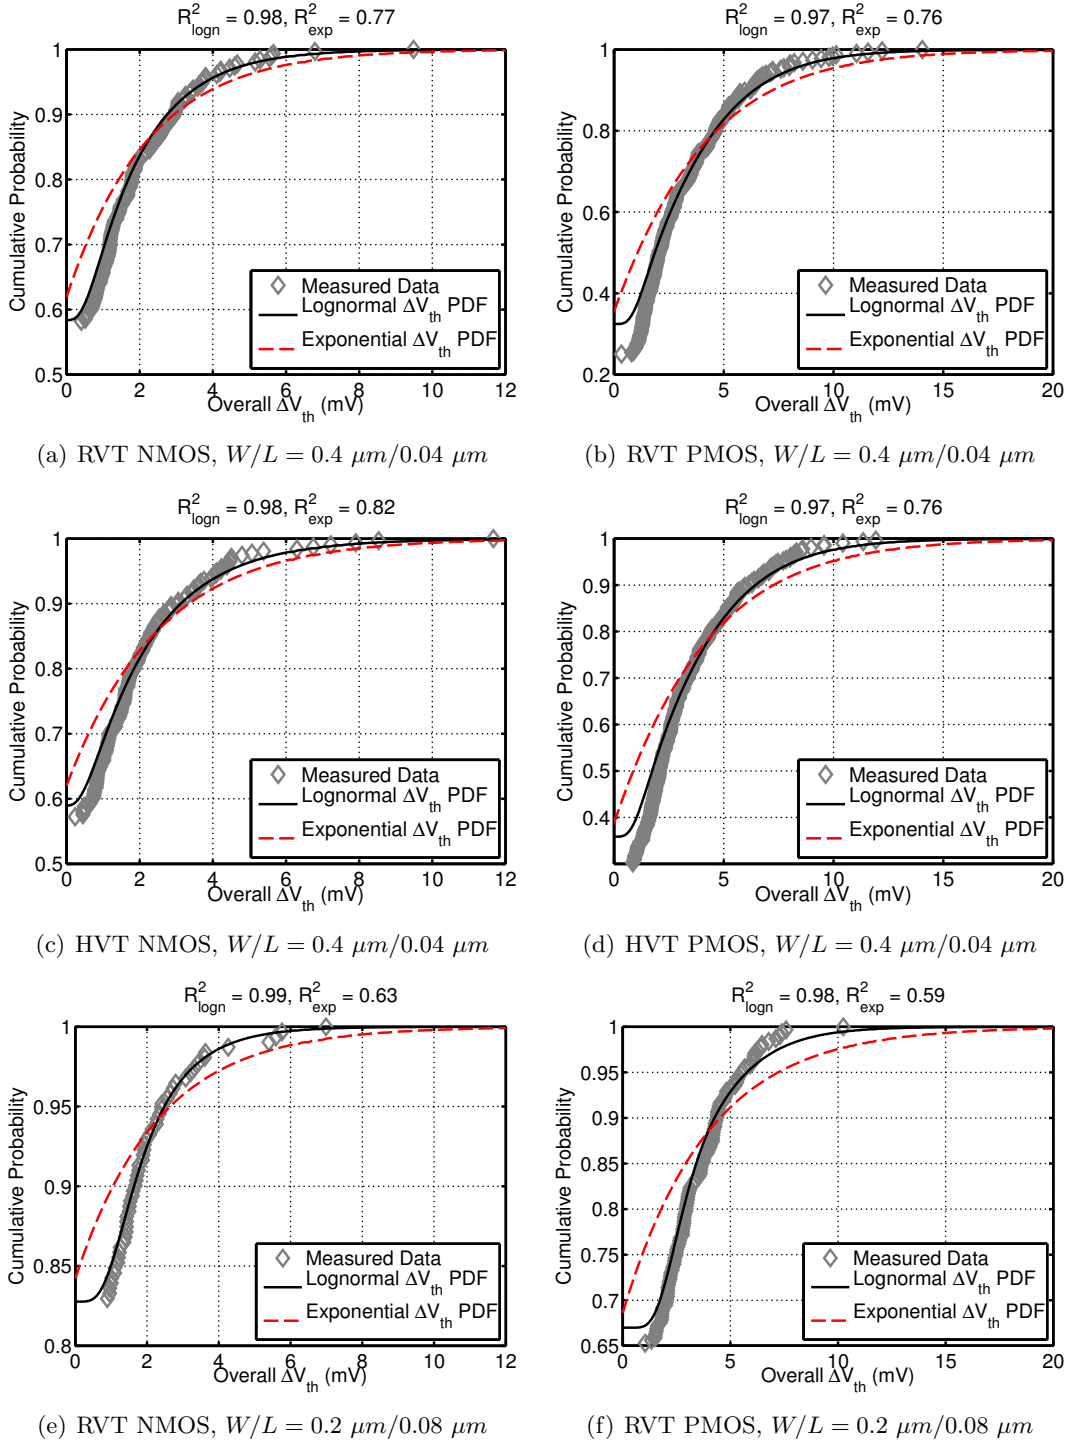 R²logn = 0.98, R²exp = 0.77
1
0.9
0.8
0.7
0.6
0.5
Cumulative Probability
Measured Data
Lognormal ΔVth PDF
Exponential ΔVth PDF
0 2 4 6 8 10 12
Overall ΔVth (mV)
(a) RVT NMOS, W/L = 0.4 μm/0.04 μm
R²logn = 0.97, R²exp = 0.76
1
0.8
0.6
0.4
0.2
Cumulative Probability
Measured Data
Lognormal ΔVth PDF
Exponential ΔVth PDF
0 5 10 15 20
Overall ΔVth (mV)
(b) RVT PMOS, W/L = 0.4 μm/0.04 μm
R²logn = 0.98, R²exp = 0.82
1
0.9
0.8
0.7
0.6
0.5
Cumulative Probability
Measured Data
Lognormal ΔVth PDF
Exponential ΔVth PDF
0 2 4 6 8 10 12
Overall ΔVth (mV)
(c) HVT NMOS, W/L = 0.4 μm/0.04 μm
R²logn = 0.97, R²exp = 0.76
1
0.9
0.8
0.7
0.6
0.5
0.4
Cumulative Probability
Measured Data
Lognormal ΔVth PDF
Exponential ΔVth PDF
0 5 10 15 20
Overall ΔVth (mV)
(d) HVT PMOS, W/L = 0.4 μm/0.04 μm
R²logn = 0.99, R²exp = 0.63
1
0.95
0.9
0.85
0.8
Cumulative Probability
Measured Data
Lognormal ΔVth PDF
Exponential ΔVth PDF
0 2 4 6 8 10 12
Overall ΔVth (mV)
(e) RVT NMOS, W/L = 0.2 μm/0.08 μm
R²logn = 0.98, R²exp = 0.59
1
0.95
0.9
0.85
0.8
0.75
0.7
0.65
Cumulative Probability
Measured Data
Lognormal ΔVth PDF
Exponential ΔVth PDF
0 5 10 15 20
Overall ΔVth (mV)
(f) RVT PMOS, W/L = 0.2 μm/0.08 μm